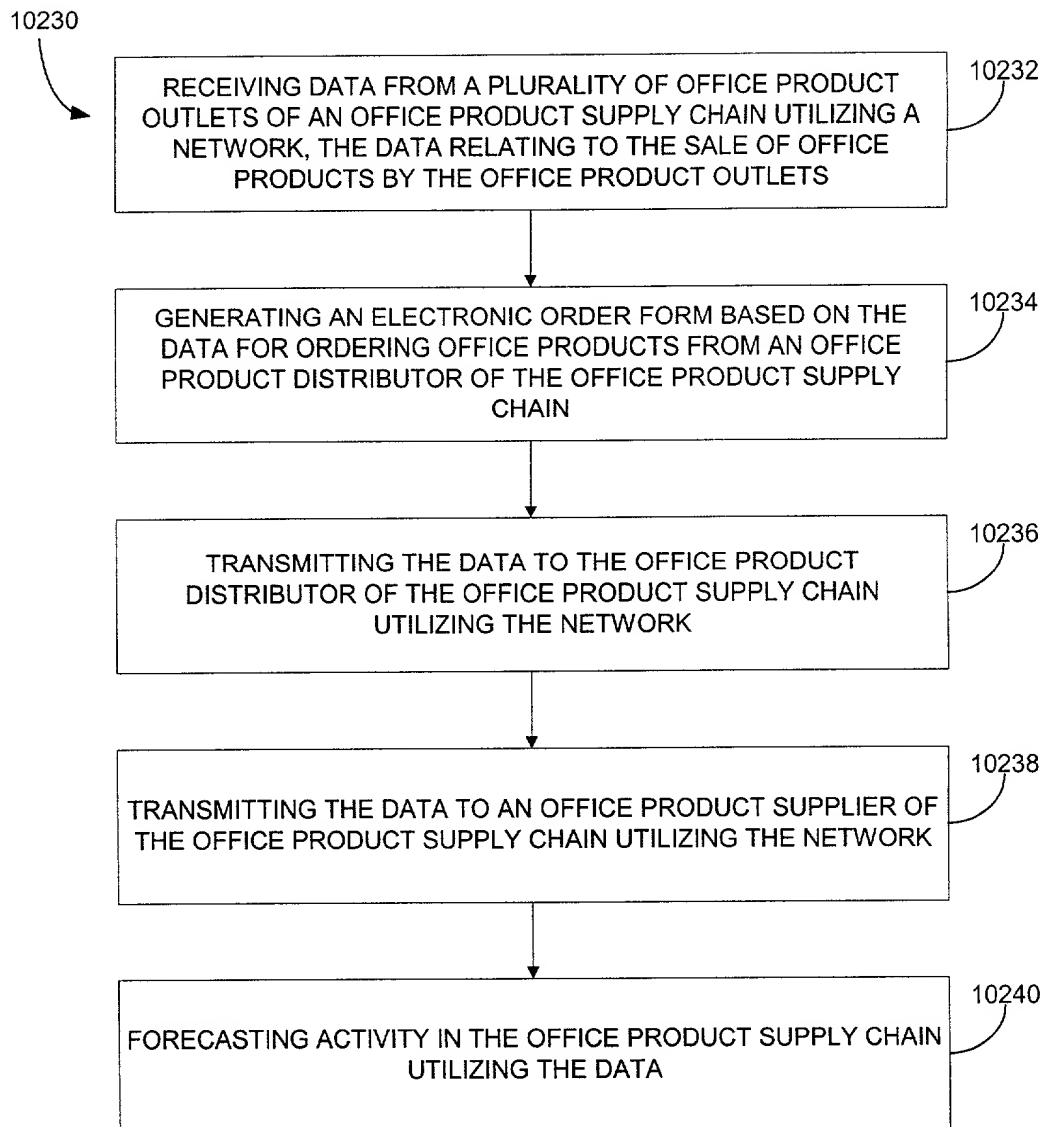 10230
RECEIVING DATA FROM A PLURALITY OF OFFICE PRODUCT
OUTLETS OF AN OFFICE PRODUCT SUPPLY CHAIN UTILIZING A
NETWORK, THE DATA RELATING TO THE SALE OF OFFICE
PRODUCTS BY THE OFFICE PRODUCT OUTLETS
10232
GENERATING AN ELECTRONIC ORDER FORM BASED ON THE
DATA FOR ORDERING OFFICE PRODUCTS FROM AN OFFICE
PRODUCT DISTRIBUTOR OF THE OFFICE PRODUCT SUPPLY
CHAIN
10234
TRANSMITTING THE DATA TO THE OFFICE PRODUCT
DISTRIBUTOR OF THE OFFICE PRODUCT SUPPLY CHAIN
UTILIZING THE NETWORK
10236
TRANSMITTING THE DATA TO AN OFFICE PRODUCT SUPPLIER OF
THE OFFICE PRODUCT SUPPLY CHAIN UTILIZING THE NETWORK
10238
FORECASTING ACTIVITY IN THE OFFICE PRODUCT SUPPLY CHAIN
UTILIZING THE DATA
10240